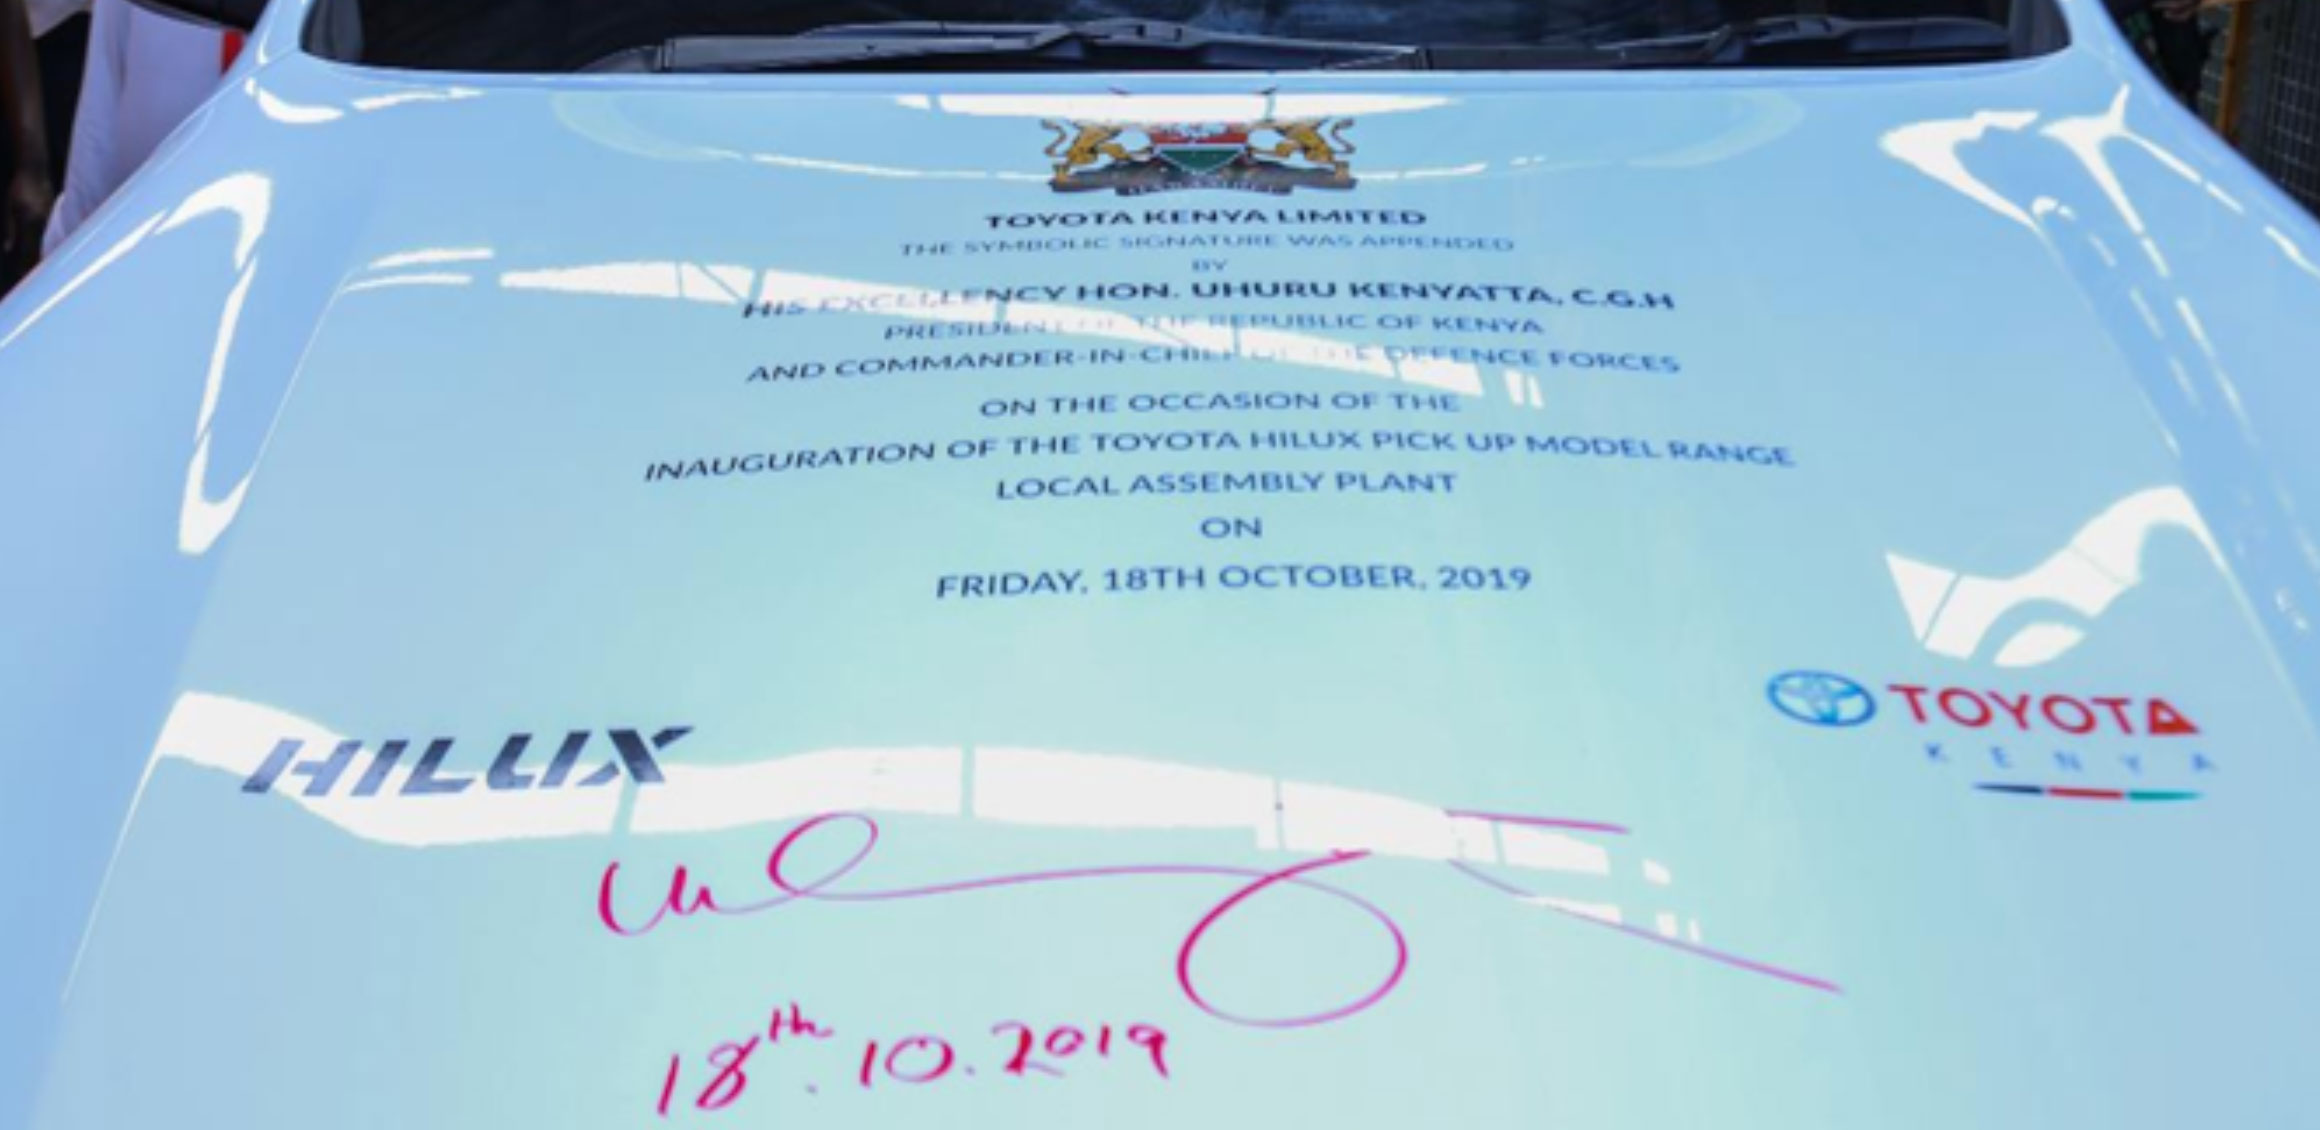 TOYOTA KENYA LIMITED
THE SYMBOLIC SIGNATURE WAS APPENDED
BY
HIS EXCELLENCY HON. UHURU KENYATTA, C.G.H
PRESIDENT OF THE REPUBLIC OF KENYA
AND COMMANDER-IN-CHIEF OF THE DEFENCE FORCES
ON THE OCCASION OF THE
INAUGURATION OF THE TOYOTA HILUX PICK UP MODEL RANGE
LOCAL ASSEMBLY PLANT
ON
FRIDAY, 18TH OCTOBER, 2019
HILUX
TOYOTA
KENYA
18th.10.2019